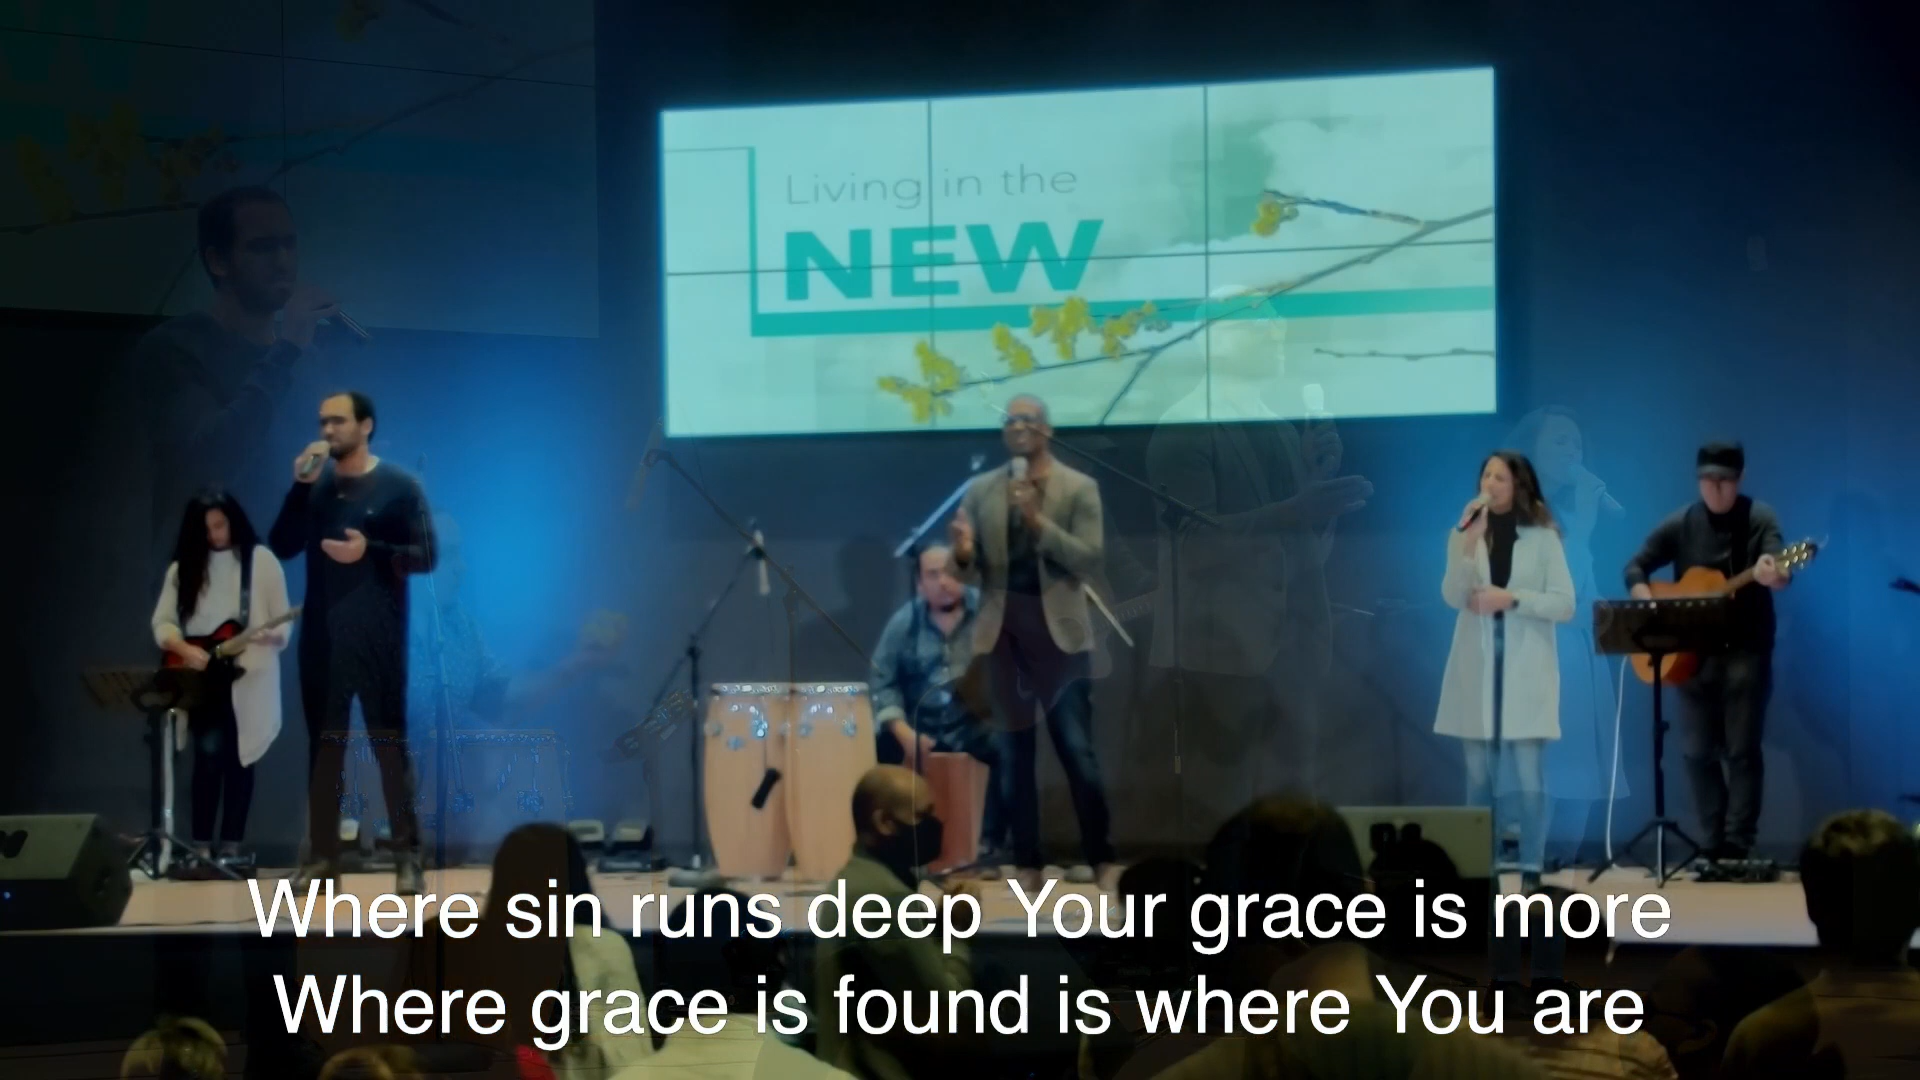 Living in the
NEW
Where sin runs deep Your grace is more
Where grace is found is where You are